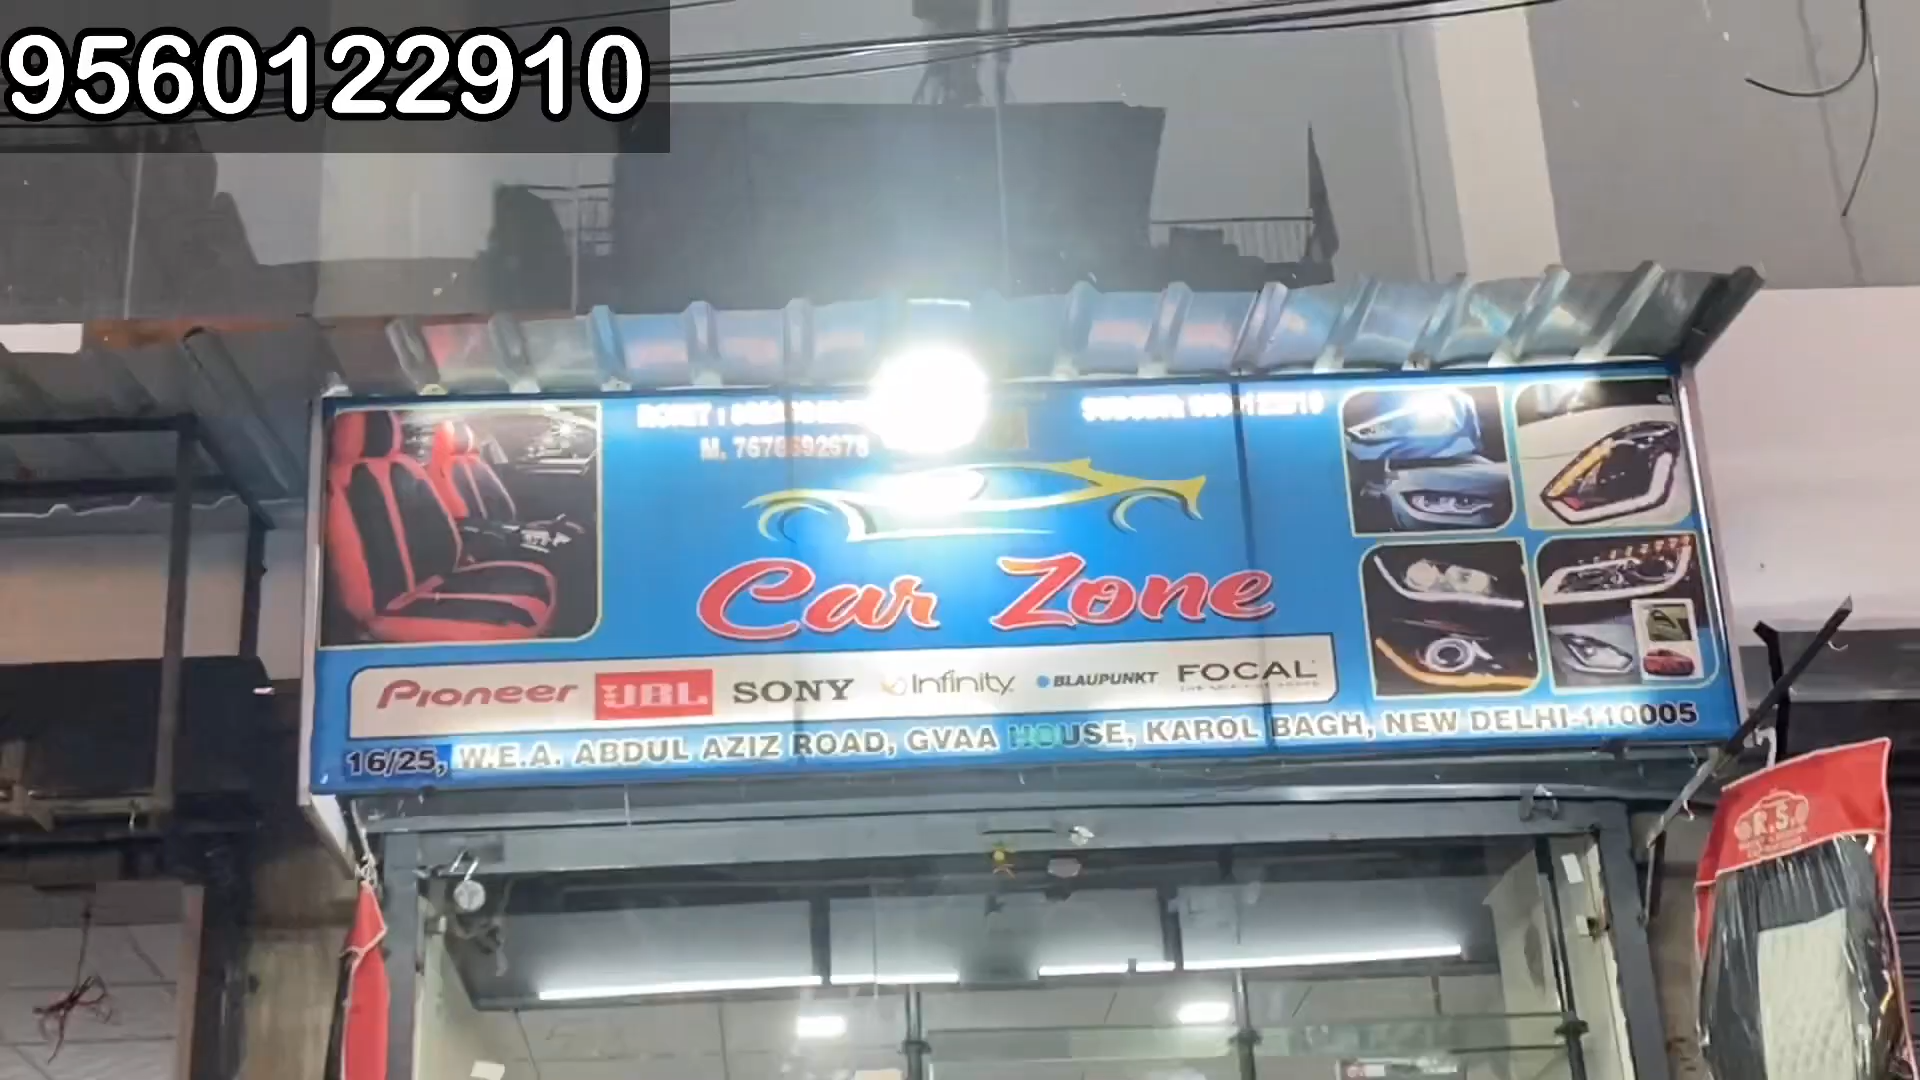 9560122910
M. 7678692678
Car Zone
Pioneer JBL SONY Infinity BLAUPUNKT FOCAL
16/25, W.E.A. ABDUL AZIZ ROAD, GVAA HOUSE, KAROL BAGH, NEW DELHI-110005
R.S.